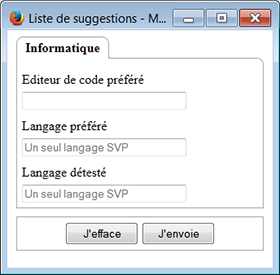 Liste de suggestions - M...
Informatique
Editeur de code préféré
Langage préféré
Un seul langage SVP
Langage détesté
Un seul langage SVP
J'efface
J'envoie